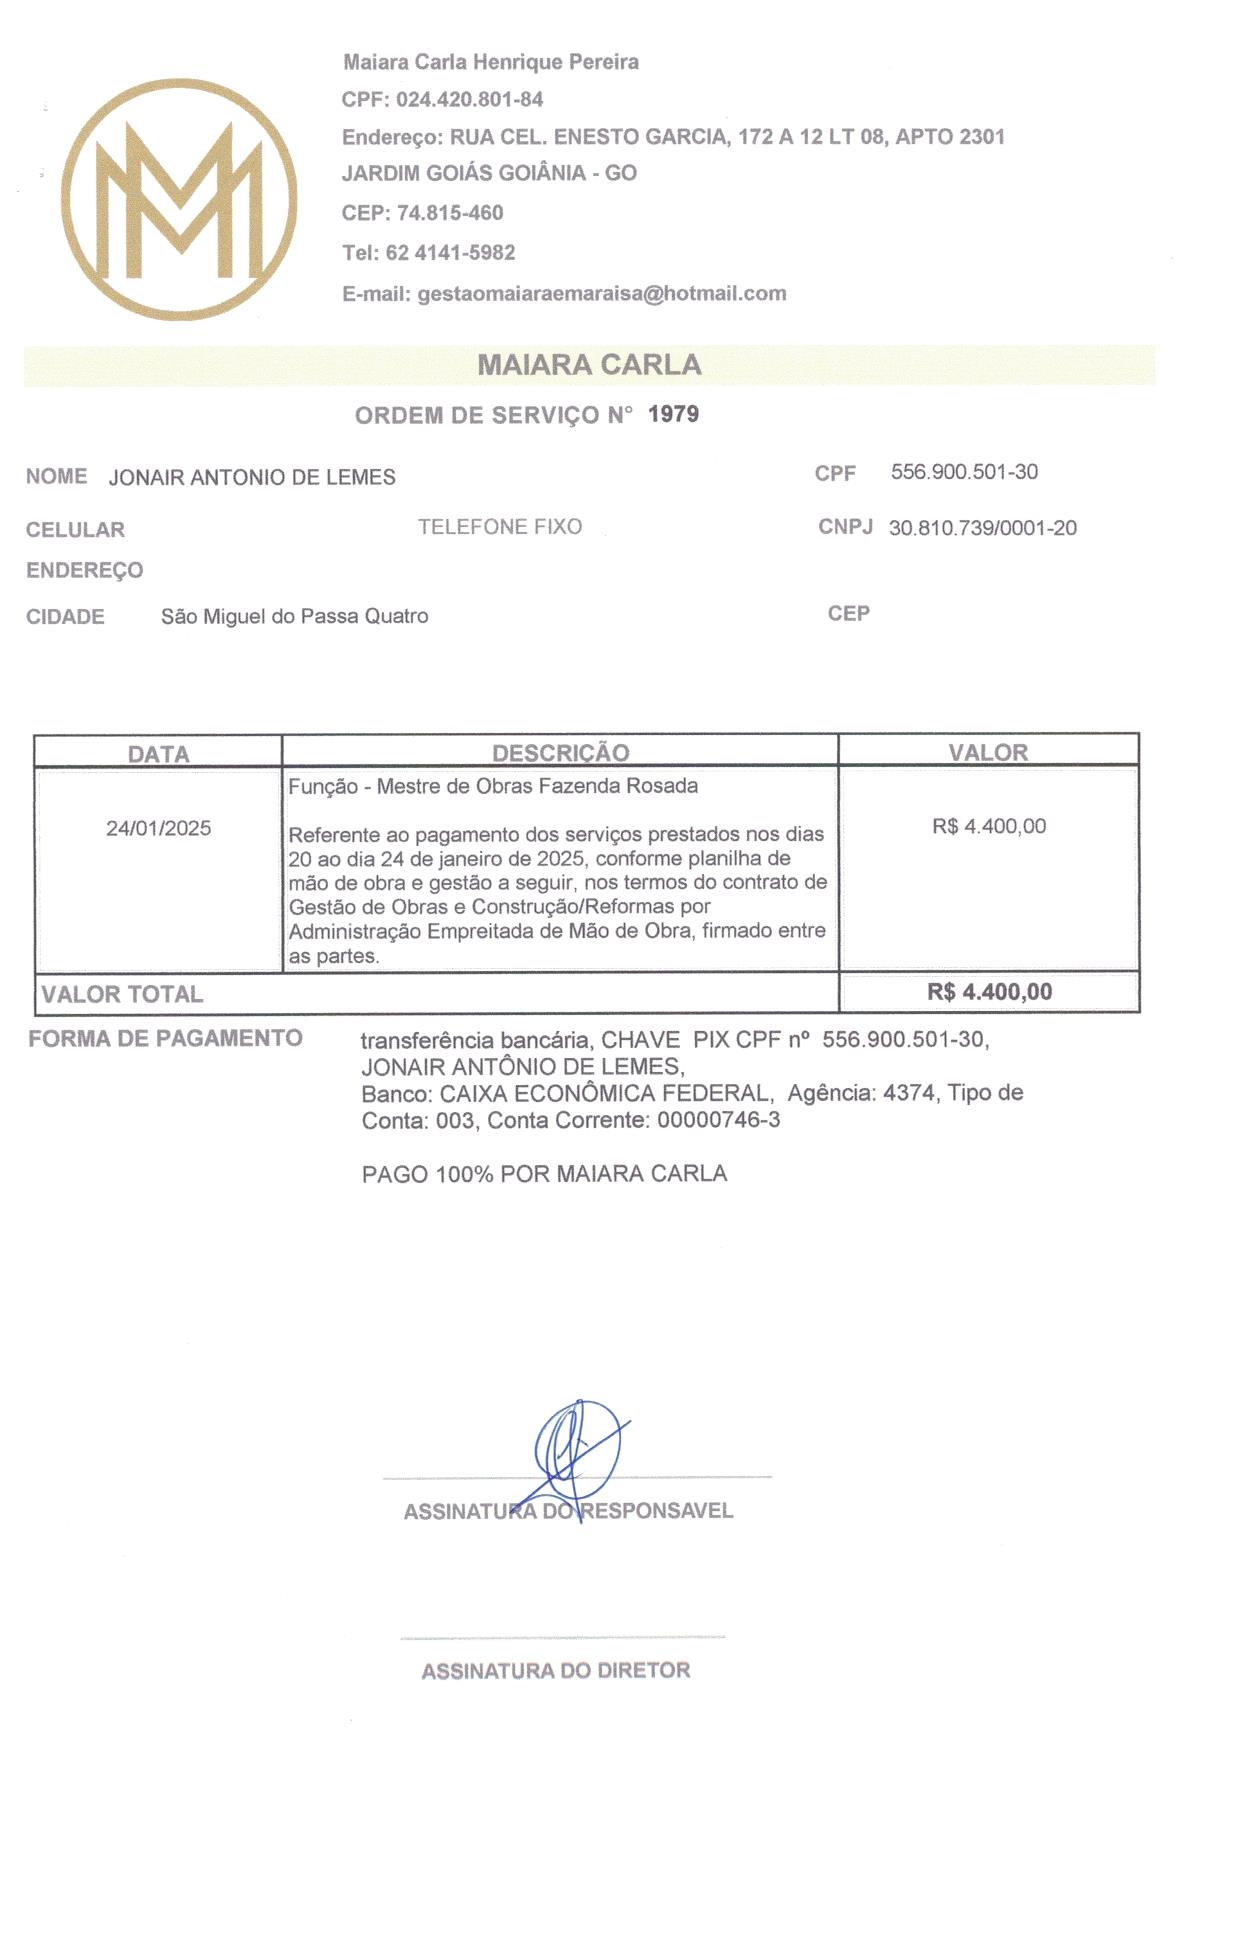 Maiara Carla Henrique Pereira
CPF: 024.420.801-84
Endereço: RUA CEL. ENESTO GARCIA, 172 A 12 LT 08, APTO 2301
JARDIM GOIÁS GOIÂNIA - GO
CEP: 74.815-460
Tel: 62 4141-5982
E-mail: gestaomaiaraemaraisa@hotmail.com
MAIARA CARLA
ORDEM DE SERVIÇO N° 1979
NOME JONAIR ANTONIO DE LEMES CPF 556.900.501-30
CELULAR TELEFONE FIXO CNPJ 30.810.739/0001-20
ENDEREÇO
CIDADE São Miguel do Passa Quatro CEP
DATA DESCRIÇÃO VALOR
Função - Mestre de Obras Fazenda Rosada
24/01/2025 Referente ao pagamento dos serviços prestados nos dias R$ 4.400,00
20 ao dia 24 de janeiro de 2025, conforme planilha de
mão de obra e gestão a seguir, nos termos do contrato de
Gestão de Obras e Construção/Reformas por
Administração Empreitada de Mão de Obra, firmado entre
as partes.
VALOR TOTAL R$ 4.400,00
FORMA DE PAGAMENTO transferência bancária, CHAVE PIX CPF nº 556.900.501-30,
JONAIR ANTÔNIO DE LEMES,
Banco: CAIXA ECONÔMICA FEDERAL, Agência: 4374, Tipo de
Conta: 003, Conta Corrente: 00000746-3
PAGO 100% POR MAIARA CARLA
ASSINATURA DO RESPONSAVEL
ASSINATURA DO DIRETOR